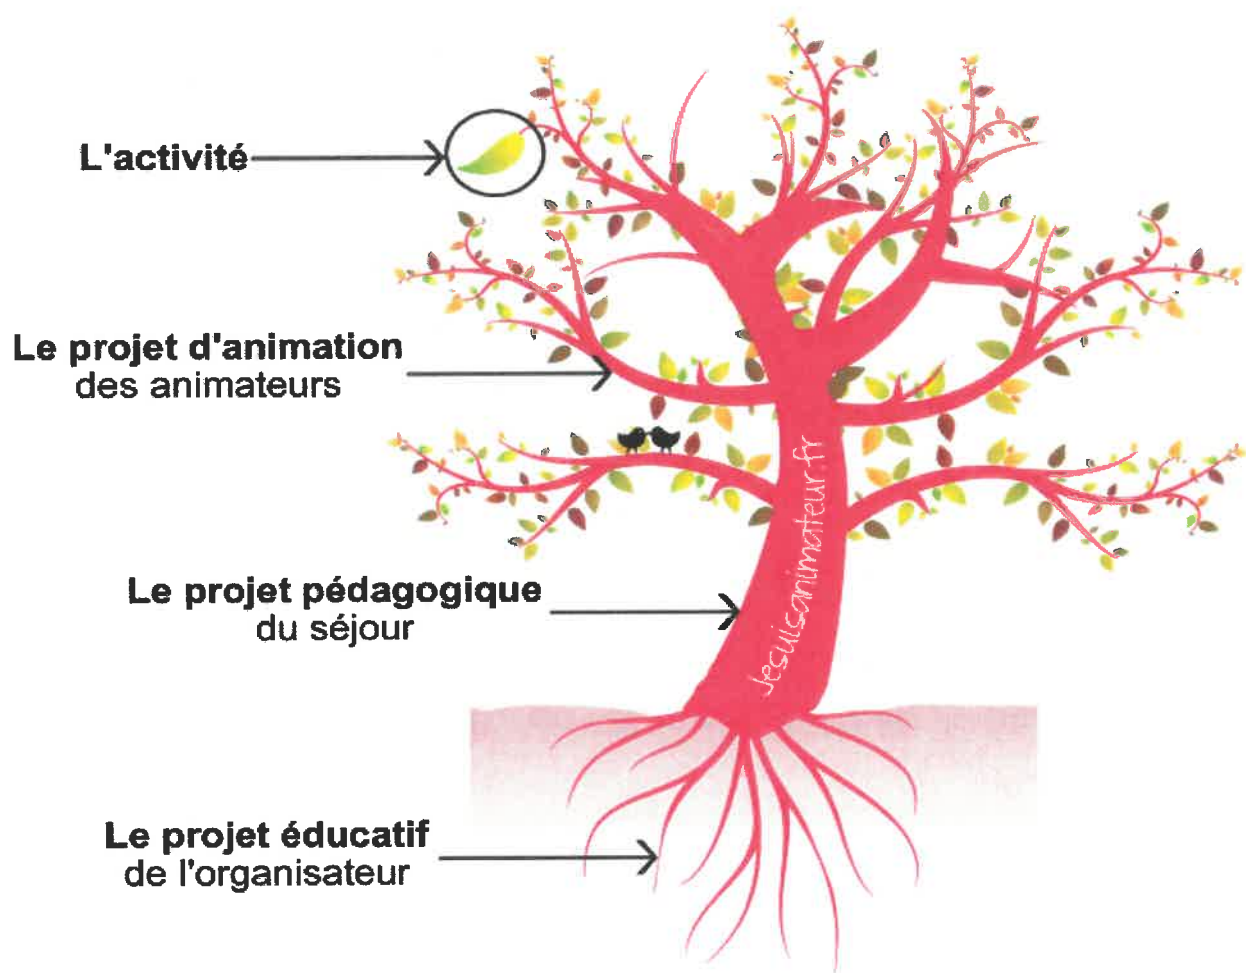 L'activité
Le projet d'animation
des animateurs
Le projet pédagogique
du séjour
Jesuisanimateur.fr
Le projet éducatif
de l'organisateur